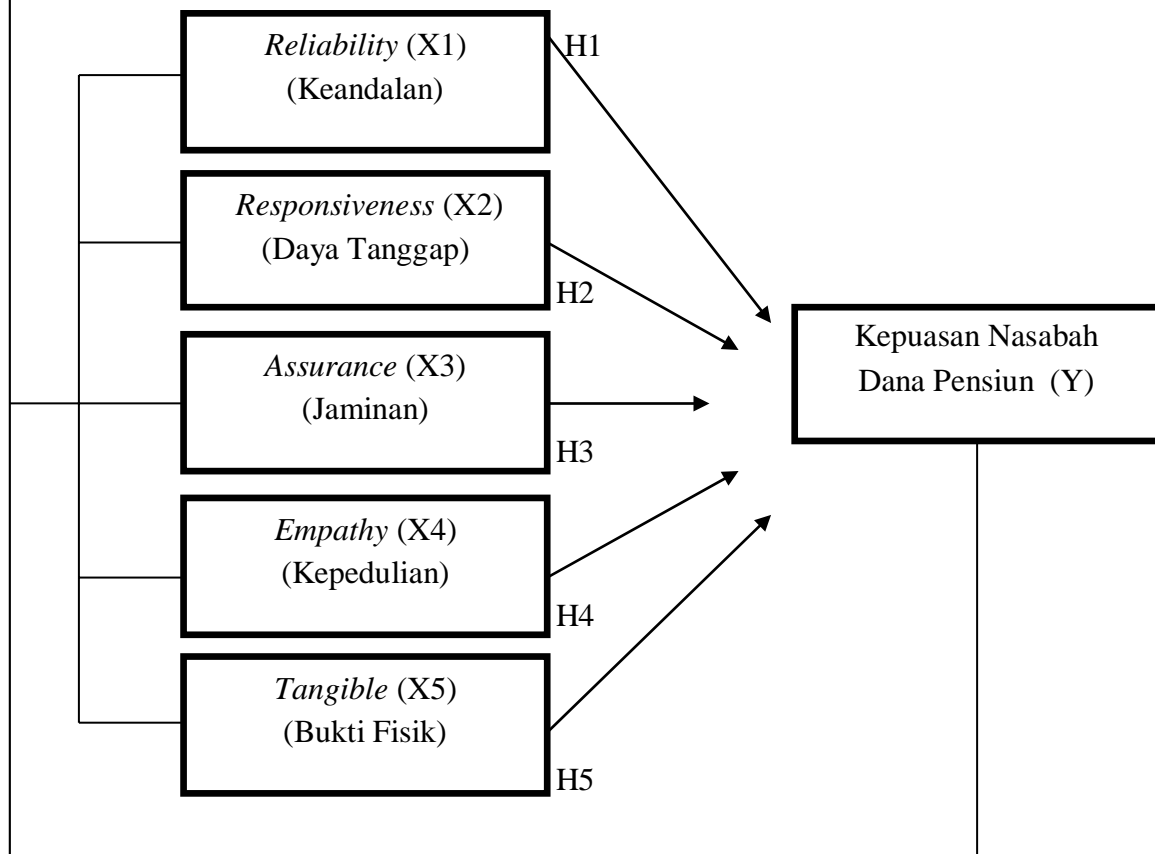 Reliability (X1)
(Keandalan)
H1
Responsiveness (X2)
(Daya Tanggap)
H2
Assurance (X3)
(Jaminan)
H3
Empathy (X4)
(Kepedulian)
H4
Tangible (X5)
(Bukti Fisik)
H5
Kepuasan Nasabah
Dana Pensiun (Y)